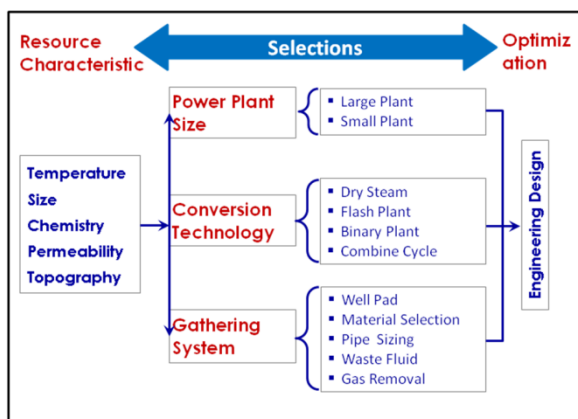 Resource
Characteristic
Selections
Optimiz
ation
Temperature
Size
Chemistry
Permeability
Topography
Power Plant
Size
▪ Large Plant
▪ Small Plant
Conversion
Technology
▪ Dry Steam
▪ Flash Plant
▪ Binary Plant
▪ Combine Cycle
Gathering
System
▪ Well Pad
▪ Material Selection
▪ Pipe Sizing
▪ Waste Fluid
▪ Gas Removal
Engineering Design